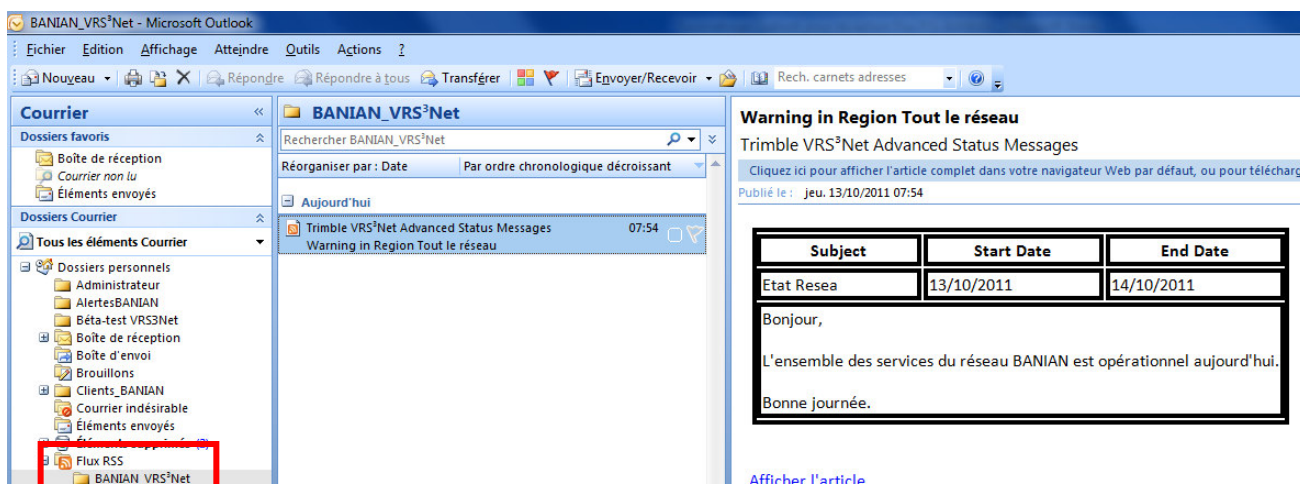 BANIAN_VRS³Net - Microsoft Outlook
Fichier Edition Affichage Atteindre Outils Actions ?
Nouveau Répondre Répondre à tous Transférer Envoyer/Recevoir Rech. carnets adresses
Courrier «
Dossiers favoris
Boîte de réception
Courrier non lu
Éléments envoyés
Dossiers Courrier
Tous les éléments Courrier
Dossiers personnels
Administrateur
AlertesBANIAN
Béta-test VRS3Net
Boîte de réception
Boîte d'envoi
Brouillons
Clients_BANIAN
Courrier indésirable
Éléments envoyés
Éléments supprimés (3)
Flux RSS
BANIAN_VRS³Net
BANIAN_VRS³Net
Rechercher BANIAN_VRS³Net
Réorganiser par : Date Par ordre chronologique décroissant
Aujourd'hui
Trimble VRS³Net Advanced Status Messages 07:54
Warning in Region Tout le réseau
Warning in Region Tout le réseau
Trimble VRS³Net Advanced Status Messages
Cliquez ici pour afficher l'article complet dans votre navigateur Web par défaut, ou pour télécharg
Publié le : jeu. 13/10/2011 07:54
Subject Start Date End Date
Etat Resea 13/10/2011 14/10/2011
Bonjour,
L'ensemble des services du réseau BANIAN est opérationnel aujourd'hui.
Bonne journée.
Afficher l'article